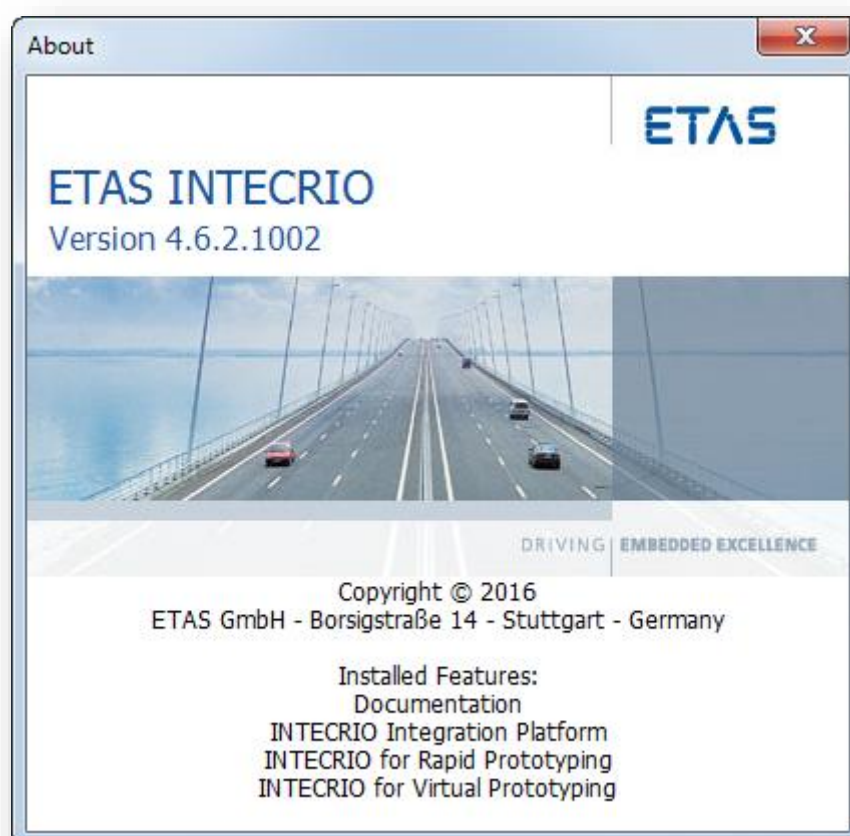 About
ETAS
ETAS INTECRIO
Version 4.6.2.1002
DRIVING EMBEDDED EXCELLENCE
Copyright © 2016
ETAS GmbH - Borsigstraße 14 - Stuttgart - Germany
Installed Features:
Documentation
INTECRIO Integration Platform
INTECRIO for Rapid Prototyping
INTECRIO for Virtual Prototyping